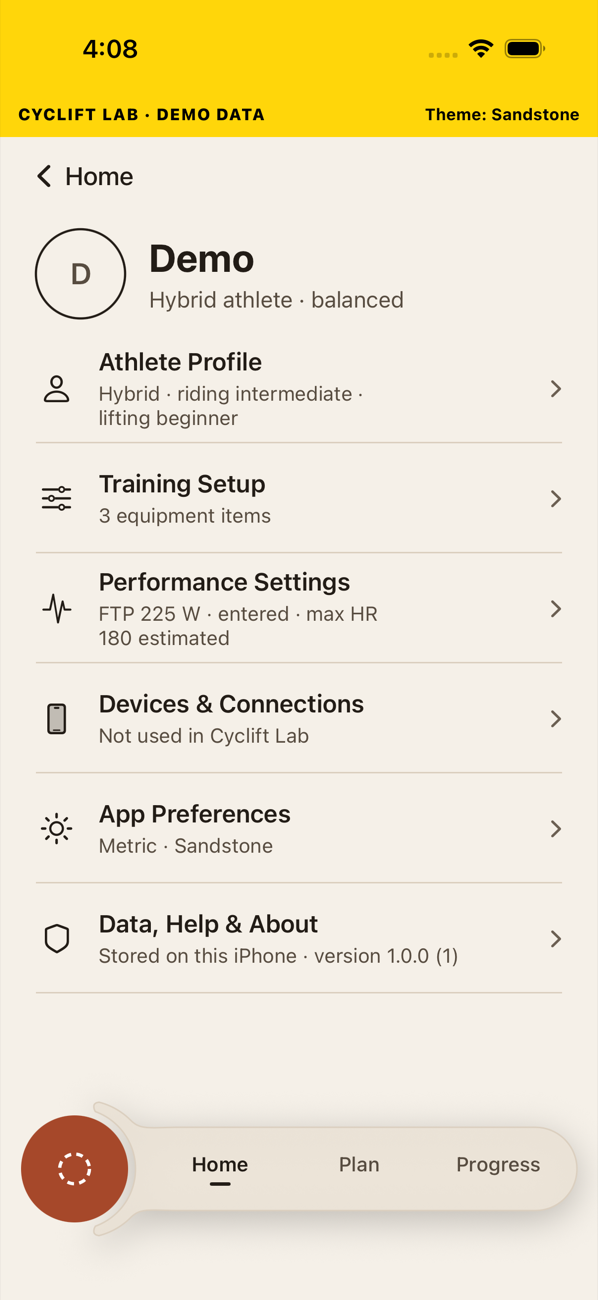 4:08
CYCLIFT LAB · DEMO DATA
Theme: Sandstone
Home
D
Demo
Hybrid athlete · balanced
Athlete Profile
Hybrid · riding intermediate ·
lifting beginner
Training Setup
3 equipment items
Performance Settings
FTP 225 W · entered · max HR
180 estimated
Devices & Connections
Not used in Cyclift Lab
App Preferences
Metric · Sandstone
Data, Help & About
Stored on this iPhone · version 1.0.0 (1)
Home
Plan
Progress